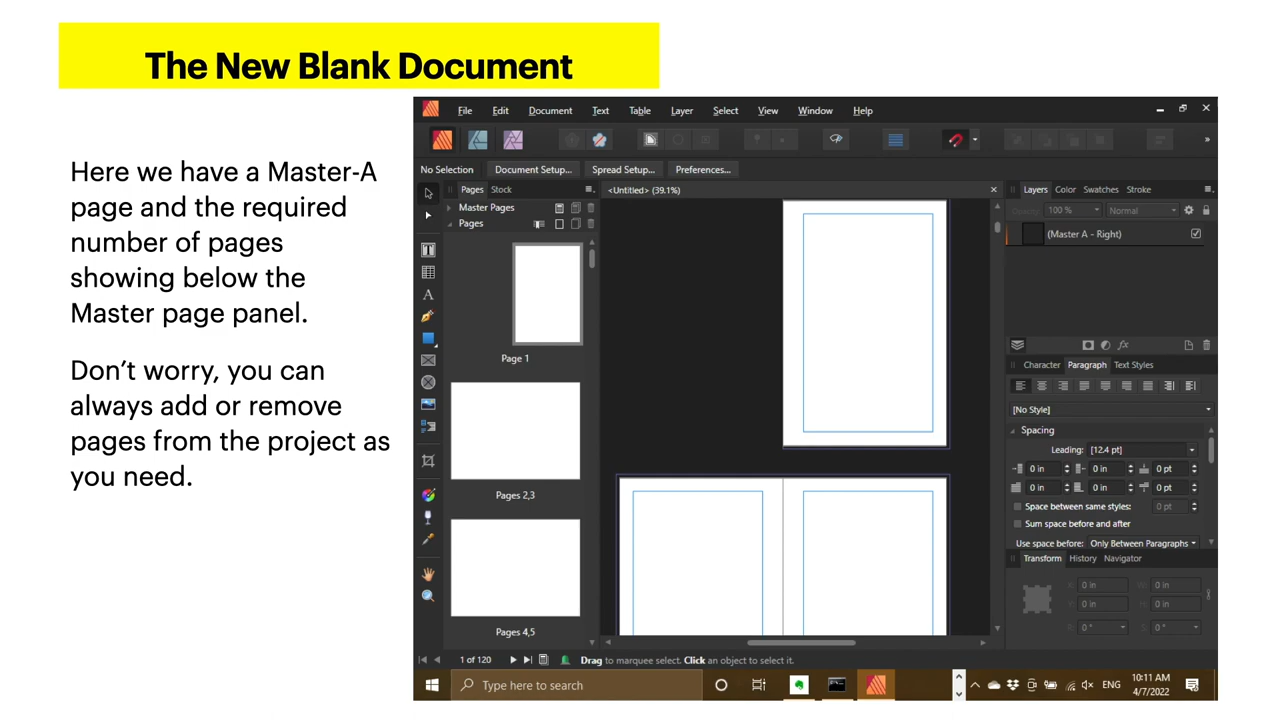 The New Blank Document
Here we have a Master-A
page and the required
number of pages
showing below the
Master page panel.
Don’t worry, you can
always add or remove
pages from the project as
you need.
File Edit Document Text Table Layer Select View Window Help
No Selection Document Setup... Spread Setup... Preferences...
Pages Stock
<Untitled> (39.1%)
Master Pages
Pages
Page 1
Pages 2,3
Pages 4,5
Layers Color Swatches Stroke
Opacity: 100 % Normal
(Master A - Right)
Character Paragraph Text Styles
[No Style]
Spacing
Leading: [12.4 pt]
0 in 0 in 0 pt
0 in 0 in 0 pt
Space between same styles: 0 pt
Sum space before and after
Use space before: Only Between Paragraphs
Transform History Navigator
X: 0 in W: 0 in
Y: 0 in H: 0 in
R: 0 ° S: 0 °
1 of 120
Drag to marquee select. Click an object to select it.
Type here to search
ENG
10:11 AM
4/7/2022